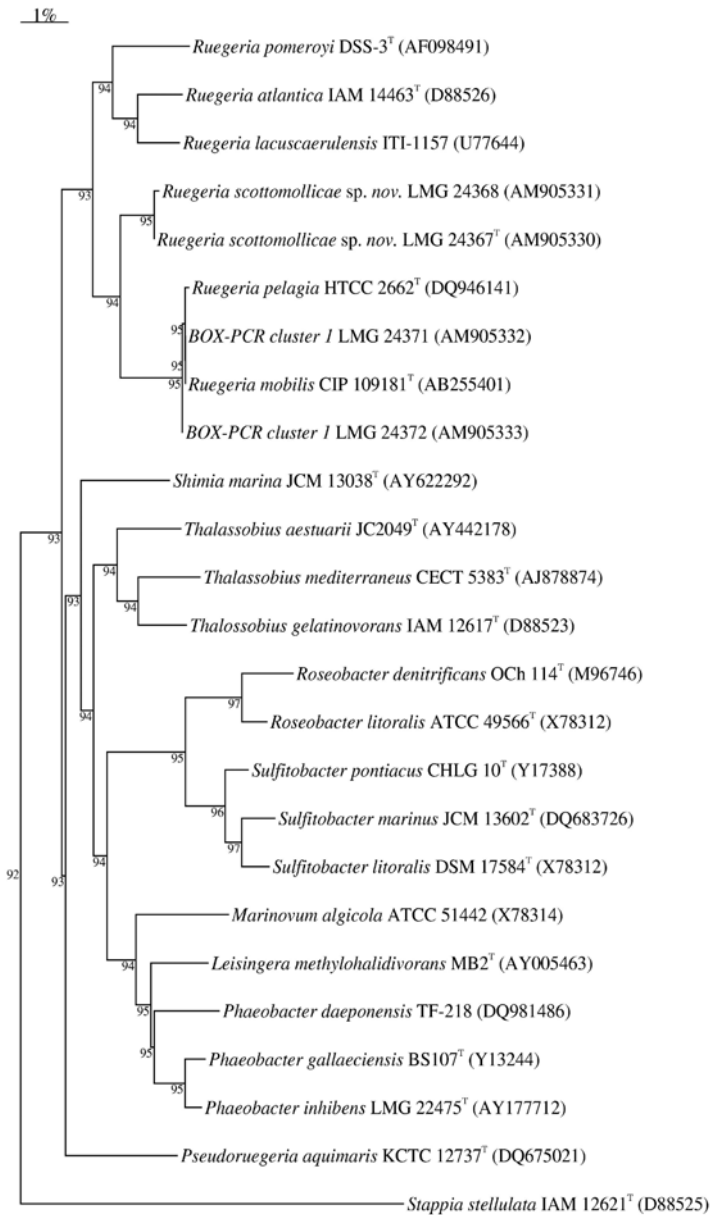 1%
Ruegeria pomeroyi DSS-3ᵀ (AF098491)
94
Ruegeria atlantica IAM 14463ᵀ (D88526)
94
Ruegeria lacuscaerulensis ITI-1157 (U77644)
93
Ruegeria scottomollicae sp. nov. LMG 24368 (AM905331)
95
Ruegeria scottomollicae sp. nov. LMG 24367ᵀ (AM905330)
Ruegeria pelagia HTCC 2662ᵀ (DQ946141)
94
95
BOX-PCR cluster 1 LMG 24371 (AM905332)
95
95
Ruegeria mobilis CIP 109181ᵀ (AB255401)
BOX-PCR cluster 1 LMG 24372 (AM905333)
Shimia marina JCM 13038ᵀ (AY622292)
Thalassobius aestuarii JC2049ᵀ (AY442178)
93
94
Thalassobius mediterraneus CECT 5383ᵀ (AJ878874)
93
94
Thalossobius gelatinovorans IAM 12617ᵀ (D88523)
Roseobacter denitrificans OCh 114ᵀ (M96746)
97
94
Roseobacter litoralis ATCC 49566ᵀ (X78312)
95
Sulfitobacter pontiacus CHLG 10ᵀ (Y17388)
96
Sulfitobacter marinus JCM 13602ᵀ (DQ683726)
97
94
Sulfitobacter litoralis DSM 17584ᵀ (X78312)
92
93
Marinovum algicola ATCC 51442 (X78314)
94
Leisingera methylohalidivorans MB2ᵀ (AY005463)
95
Phaeobacter daeponensis TF-218 (DQ981486)
95
Phaeobacter gallaeciensis BS107ᵀ (Y13244)
95
Phaeobacter inhibens LMG 22475ᵀ (AY177712)
Pseudoruegeria aquimaris KCTC 12737ᵀ (DQ675021)
Stappia stellulata IAM 12621ᵀ (D88525)